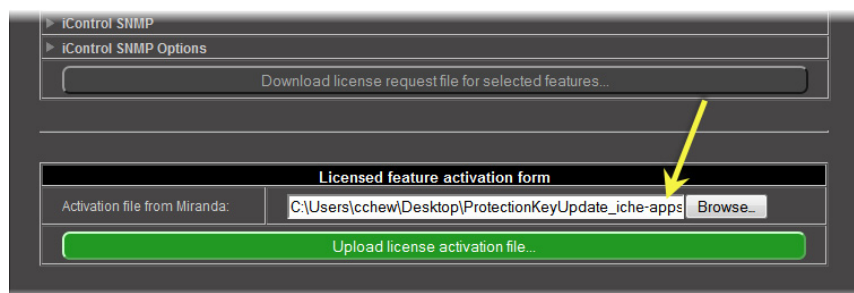 iControl SNMP
iControl SNMP Options
Download license request file for selected features...
Licensed feature activation form
Activation file from Miranda: C:\Users\cchew\Desktop\ProtectionKeyUpdate_iche-apps Browse...
Upload license activation file...